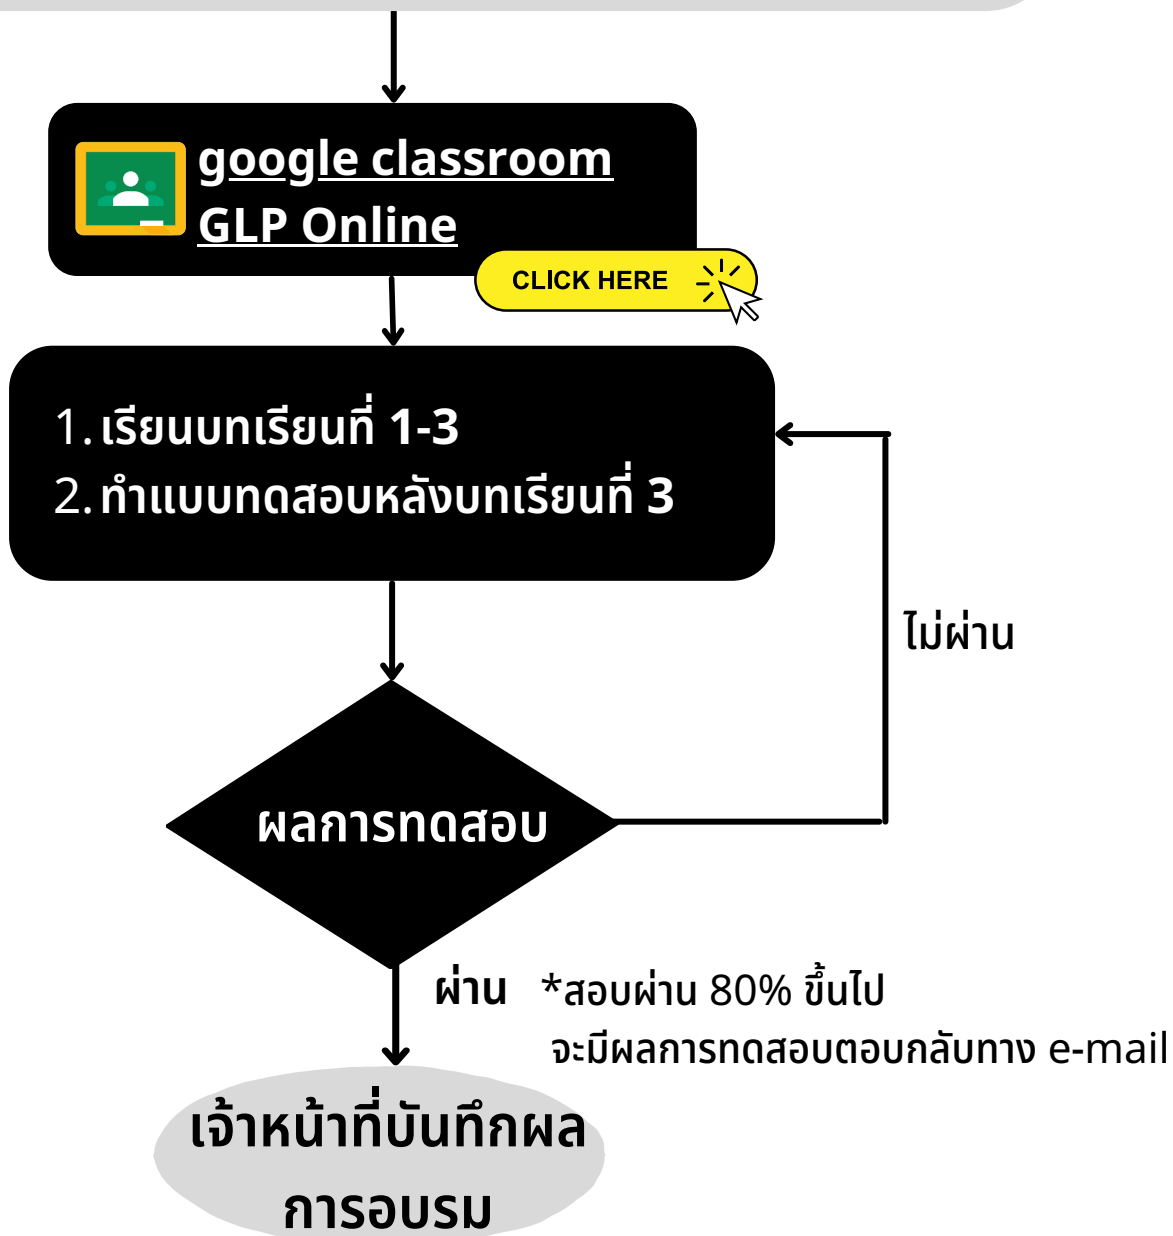 google classroom
GLP Online
CLICK HERE
1. เรียนบทเรียนที่ 1-3
2. ทำแบบทดสอบหลังบทเรียนที่ 3
ไม่ผ่าน
ผลการทดสอบ
ผ่าน *สอบผ่าน 80% ขึ้นไป
จะมีผลการทดสอบตอบกลับทาง e-mail
เจ้าหน้าที่บันทึกผล
การอบรม